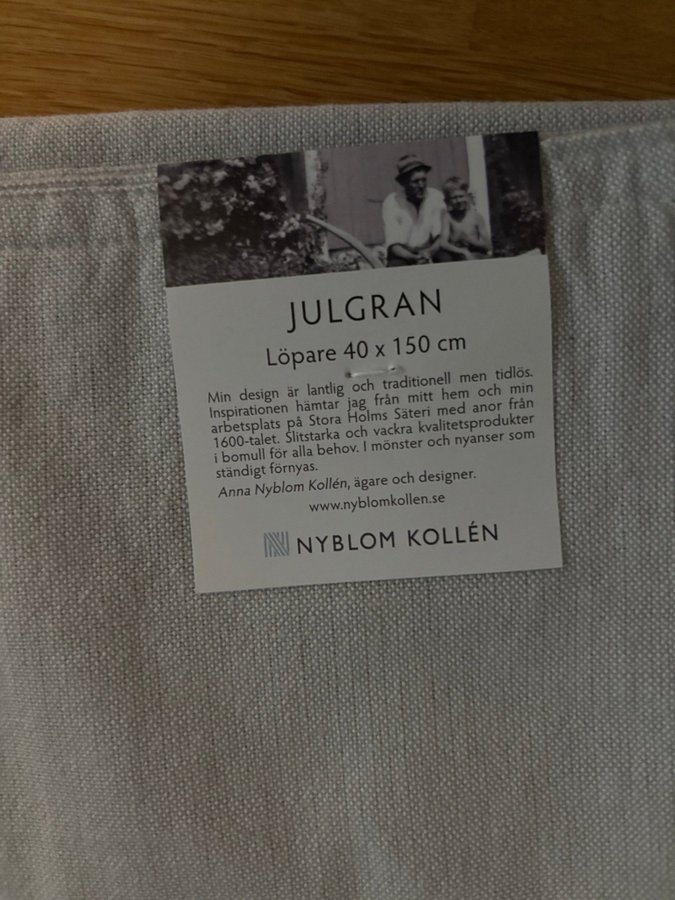 JULGRAN
Löpare 40 x 150 cm
Min design är lantlig och traditionell men tidlös.
Inspirationen hämtar jag från mitt hem och min
arbetsplats på Stora Holms Säteri med anor från
1600-talet. Slitstarka och vackra kvalitetsprodukter
i bomull för alla behov. I mönster och nyanser som
ständigt förnyas.
Anna Nyblom Kollén, ägare och designer.
www.nyblomkollen.se
NYBLOM KOLLÉN